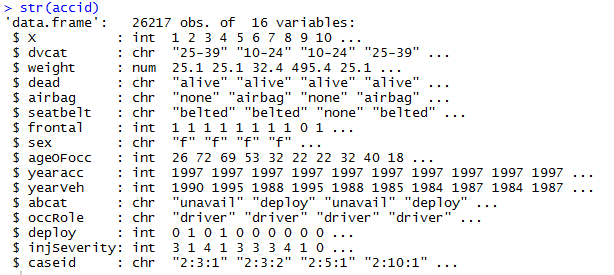 > str(accid)
'data.frame':   26217 obs. of  16 variables:
 $ X          : int  1 2 3 4 5 6 7 8 9 10 ...
 $ dvcat      : chr  "25-39" "10-24" "10-24" "25-39" ...
 $ weight     : num  25.1 25.1 32.4 495.4 25.1 ...
 $ dead       : chr  "alive" "alive" "alive" "alive" ...
 $ airbag     : chr  "none" "airbag" "none" "airbag" ...
 $ seatbelt   : chr  "belted" "belted" "none" "belted" ...
 $ frontal    : int  1 1 1 1 1 1 1 1 0 1 ...
 $ sex        : chr  "f" "f" "f" "f" ...
 $ ageOFocc   : int  26 72 69 53 32 22 22 32 40 18 ...
 $ yearacc    : int  1997 1997 1997 1997 1997 1997 1997 1997 1997 1997 ...
 $ yearVeh    : int  1990 1995 1988 1995 1988 1985 1984 1987 1984 1987 ...
 $ abcat      : chr  "unavail" "deploy" "unavail" "deploy" ...
 $ occRole    : chr  "driver" "driver" "driver" "driver" ...
 $ deploy     : int  0 1 0 1 0 0 0 0 0 0 ...
 $ injSeverity: int  3 1 4 1 3 3 3 4 1 0 ...
 $ caseid     : chr  "2:3:1" "2:3:2" "2:5:1" "2:10:1" ...